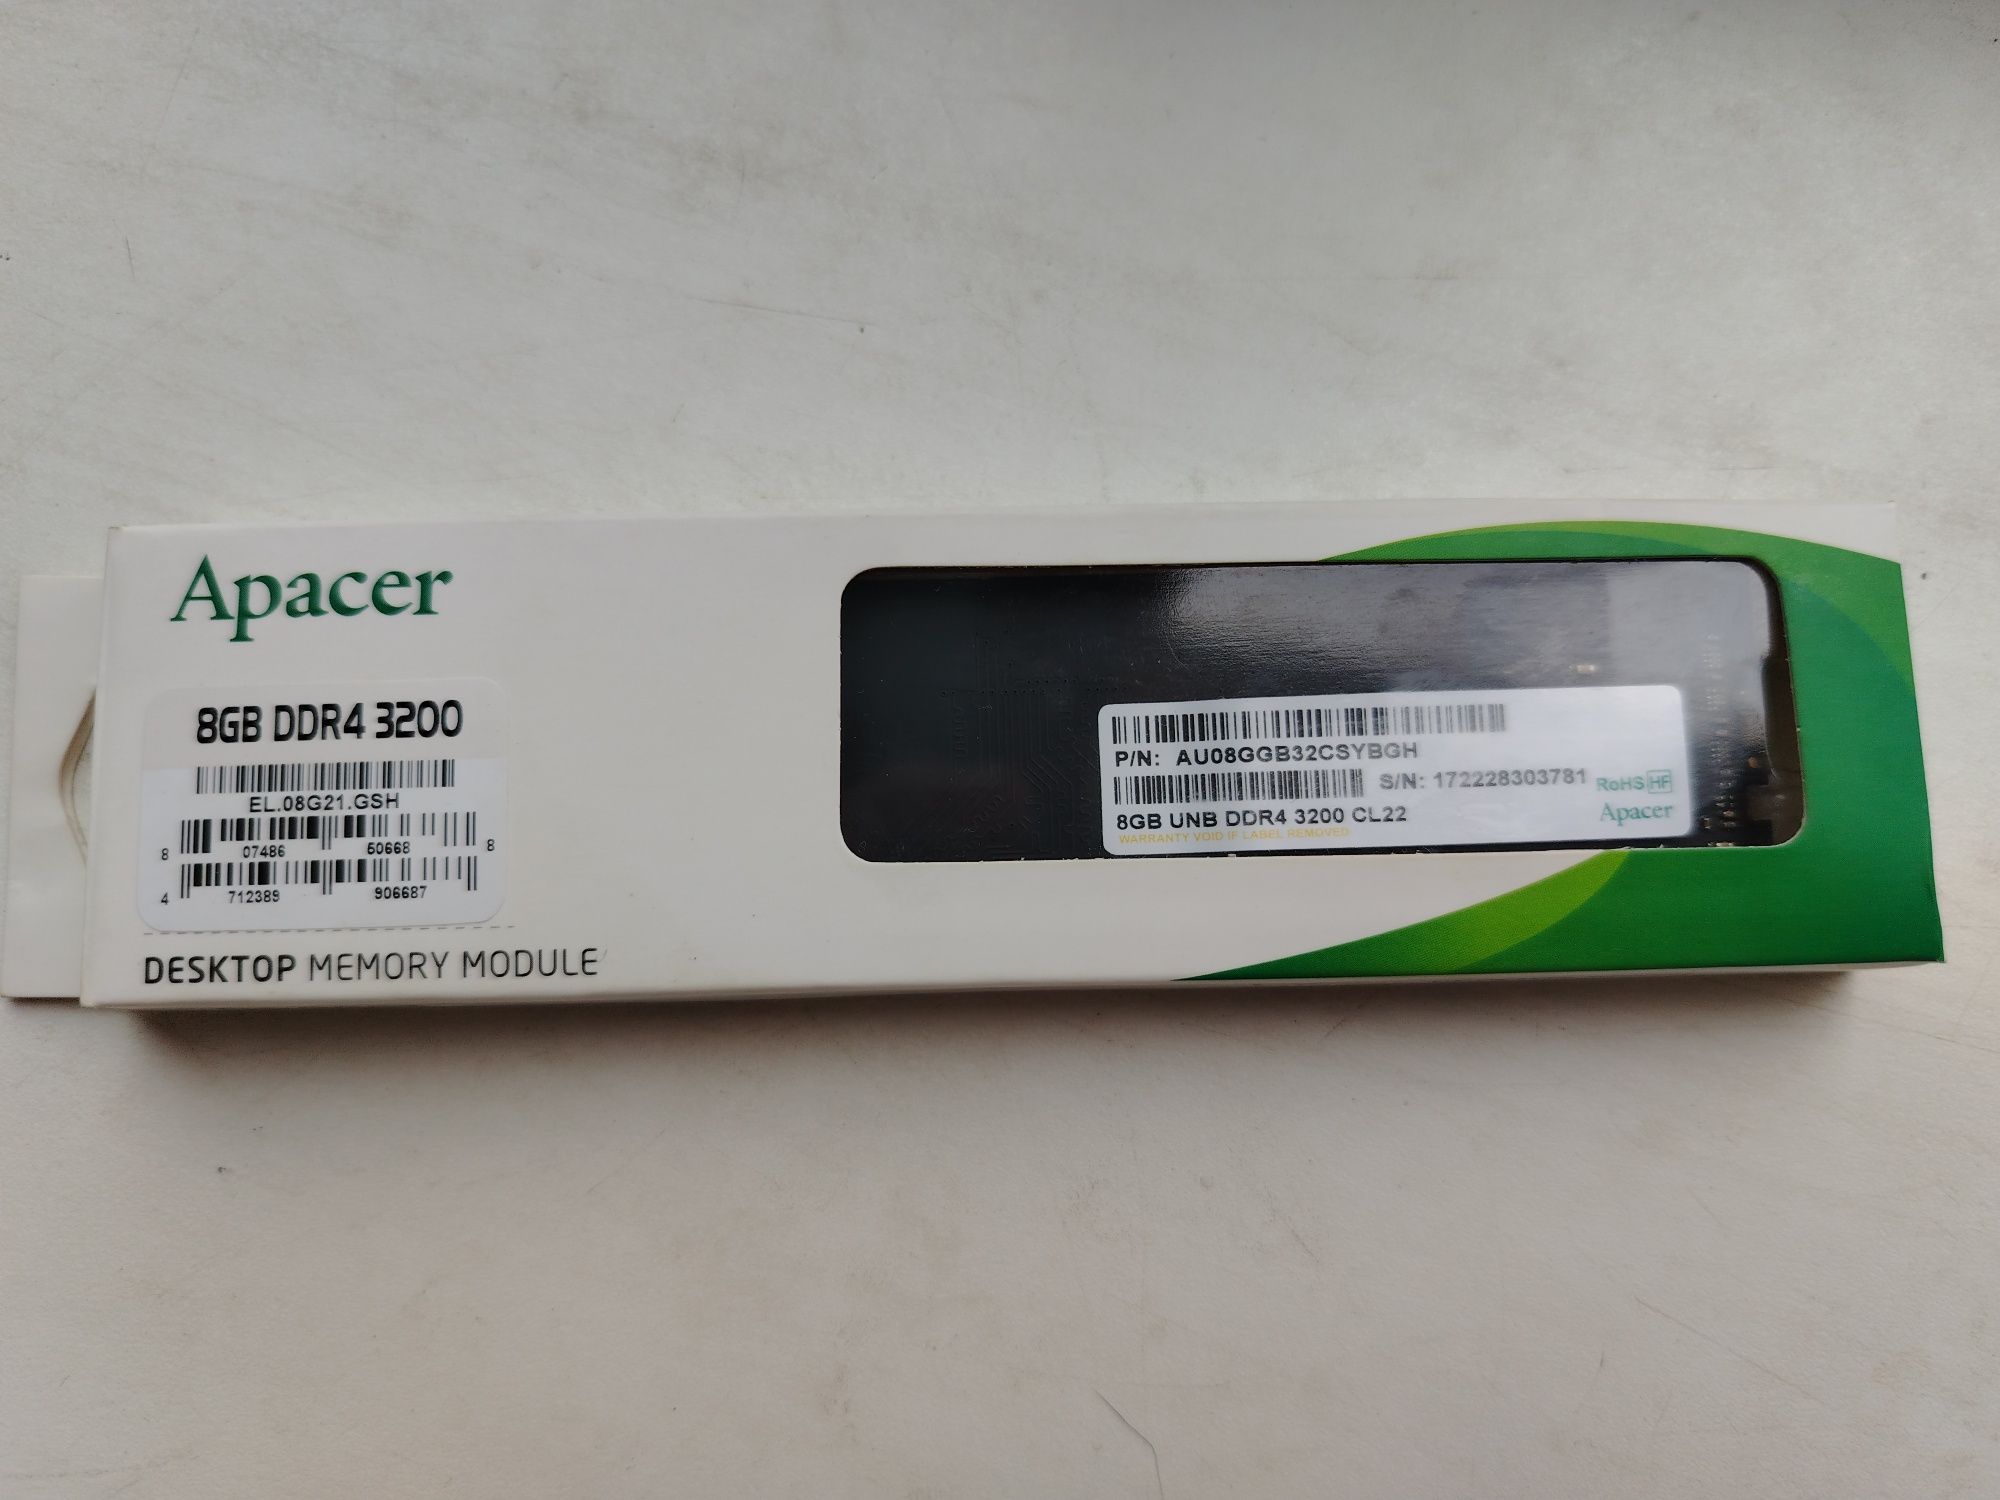 Apacer
8GB DDR4 3200
EL.08G21.GSH
8 07486 50668 8
4 712389 906687
DESKTOP MEMORY MODULE
P/N: AU08GGB32CSYBGH
S/N: 172228303781
RoHS HF
8GB UNB DDR4 3200 CL22
Apacer
WARRANTY VOID IF LABEL REMOVED